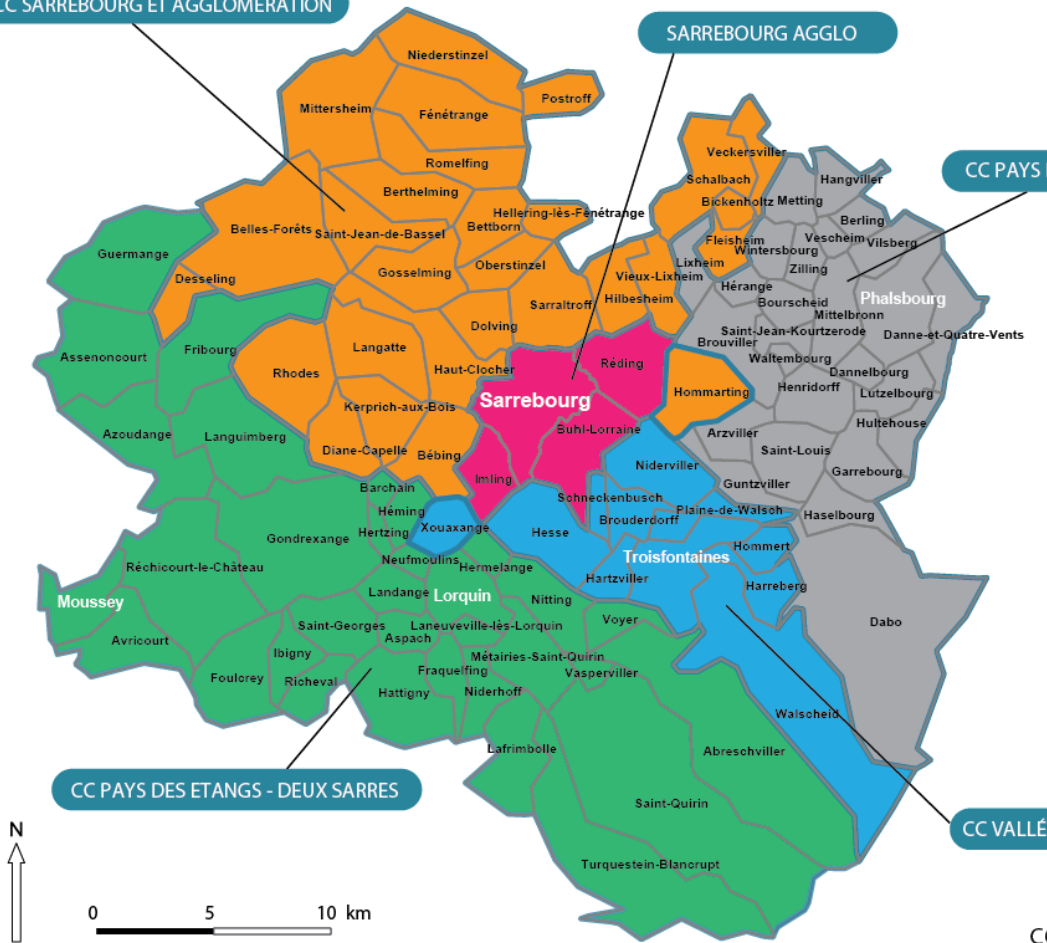 CC SARREBOURG ET AGGLOMÉRATION
SARREBOURG AGGLO
Niederstinzel
Postroff
Mittersheim
Fénétrange
Veckersviller
Romelfing
CC PAYS
Schalbach
Hangviller
Berthelming
Bickenholtz
Metting
Hellering-lès-Fénétrange
Berling
Belles-Forêts
Saint-Jean-de-Bassel
Bettborn
Fleisheim
Vescheim
Vilsberg
Guermange
Wintersbourg
Oberstinzel
Lixheim
Zilling
Desseling
Gosselming
Vieux-Lixheim
Hérange
Sarraltroff
Hilbesheim
Bourscheid
Phalsbourg
Mittelbronn
Dolving
Saint-Jean-Kourtzerode
Danne-et-Quatre-Vents
Brouviller
Fribourg
Langatte
Assenoncourt
Waltembourg
Réding
Haut-Clocher
Dannelbourg
Rhodes
Henridorff
Hommarting
Lutzelbourg
Sarrebourg
Kerprich-aux-Bois
Hultehouse
Buhl-Lorraine
Azoudange
Languimberg
Arzviller
Diane-Capelle
Bébing
Saint-Louis
Niderviller
Garrebourg
Imling
Guntzviller
Barchain
Schneckenbusch
Héming
Plaine-de-Walsch
Haselbourg
Brouderdorff
Xouaxange
Hertzing
Hesse
Gondrexange
Hommert
Troisfontaines
Neufmoulins
Hermelange
Réchicourt-le-Château
Hartzviller
Harreberg
Landange
Lorquin
Moussey
Nitting
Voyer
Dabo
Saint-Georges
Laneuveville-lès-Lorquin
Aspach
Avricourt
Ibigny
Métairies-Saint-Quirin
Fraquelfing
Vasperviller
Foulcrey
Richeval
Hattigny
Niderhoff
Walscheid
Lafrimbolle
Abreschviller
CC PAYS DES ETANGS - DEUX SARRES
Saint-Quirin
CC VALLÉ
N
Turquestein-Blancrupt
0 5 10 km